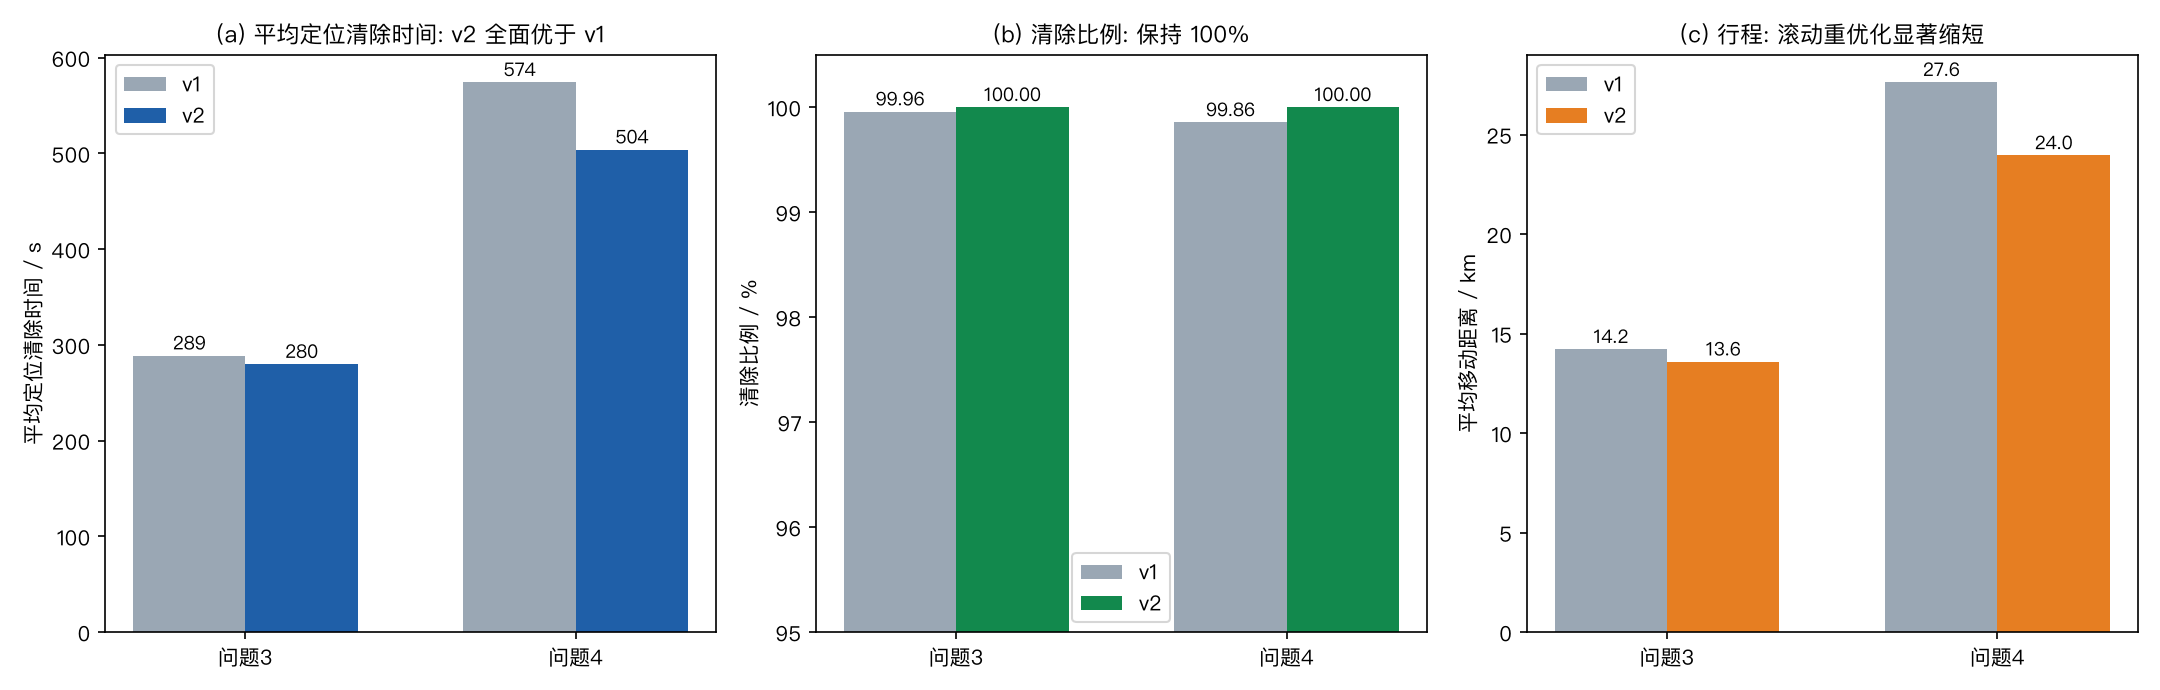 (a) 平均定位清除时间: v2 全面优于 v1
平均定位清除时间 / s
600
500
400
300
200
100
0
v1
v2
289
280
574
504
问题3
问题4
(b) 清除比例: 保持 100%
清除比例 / %
100
99
98
97
96
95
99.96
100.00
99.86
100.00
v1
v2
问题3
问题4
(c) 行程: 滚动重优化显著缩短
平均移动距离 / km
25
20
15
10
5
0
v1
v2
14.2
13.6
27.6
24.0
问题3
问题4